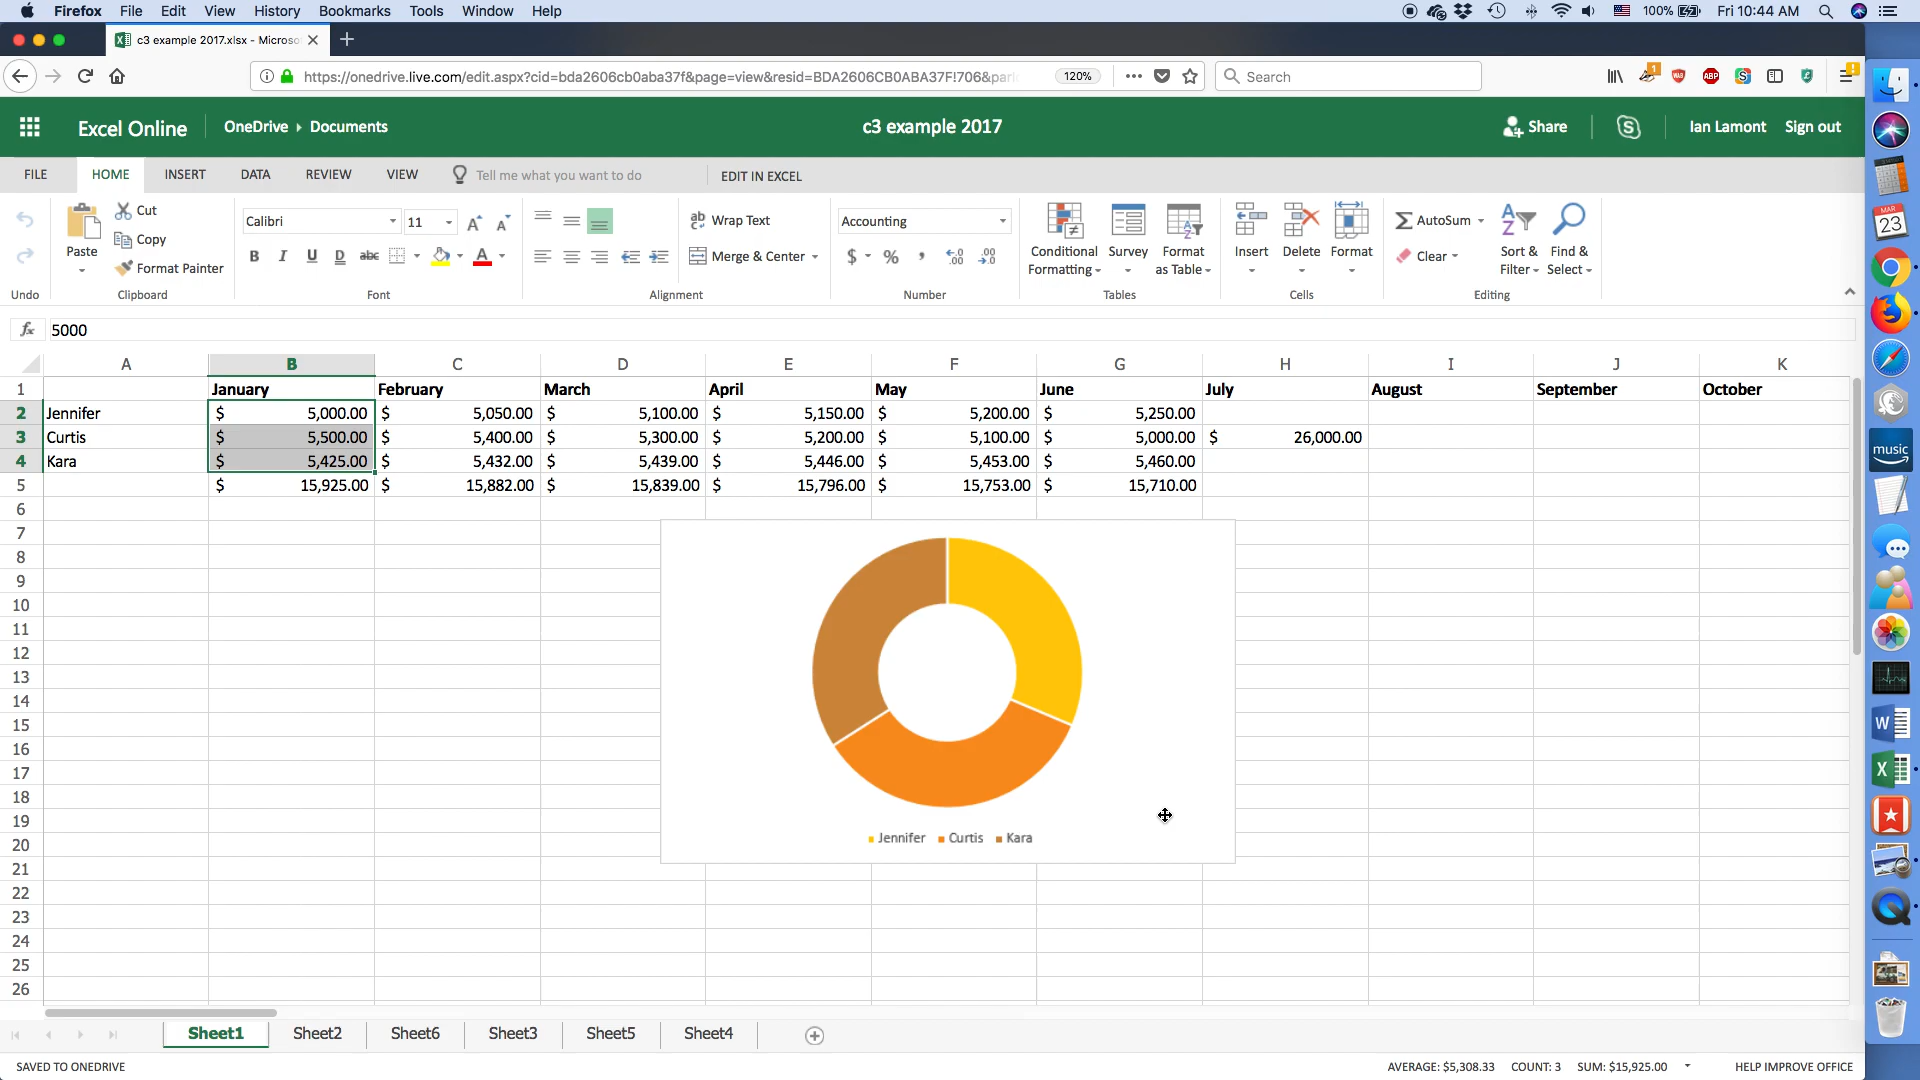 Firefox File Edit View History Bookmarks Tools Window Help 100% Fri 10:44 AM
c3 example 2017.xlsx - Microso
https://onedrive.live.com/edit.aspx?cid=bda2606cb0aba37f&page=view&resid=BDA2606CB0ABA37F!706&par 120% Search
Excel Online OneDrive Documents c3 example 2017 Share Ian Lamont Sign out
FILE HOME INSERT DATA REVIEW VIEW Tell me what you want to do EDIT IN EXCEL
Cut Calibri 11 Wrap Text Accounting AutoSum
Paste Copy B I U D abc Merge & Center $ % Conditional Formatting Survey Format as Table Insert Delete Format Clear Sort & Filter Find & Select
Format Painter
Undo Clipboard Font Alignment Number Tables Cells Editing
fx 5000
A B C D E F G H I J K
1 January February March April May June July August September October
2 Jennifer $ 5,000.00 $ 5,050.00 $ 5,100.00 $ 5,150.00 $ 5,200.00 $ 5,250.00
3 Curtis $ 5,500.00 $ 5,400.00 $ 5,300.00 $ 5,200.00 $ 5,100.00 $ 5,000.00 $ 26,000.00
4 Kara $ 5,425.00 $ 5,432.00 $ 5,439.00 $ 5,446.00 $ 5,453.00 $ 5,460.00
5 $ 15,925.00 $ 15,882.00 $ 15,839.00 $ 15,796.00 $ 15,753.00 $ 15,710.00
6
7
8
9
10
11
12
13
14
15
16
17
18
19
20
21
22
23
24
25
26
Jennifer Curtis Kara
Sheet1 Sheet2 Sheet6 Sheet3 Sheet5 Sheet4
SAVED TO ONEDRIVE AVERAGE: $5,308.33 COUNT: 3 SUM: $15,925.00 HELP IMPROVE OFFICE
MAR
23
music